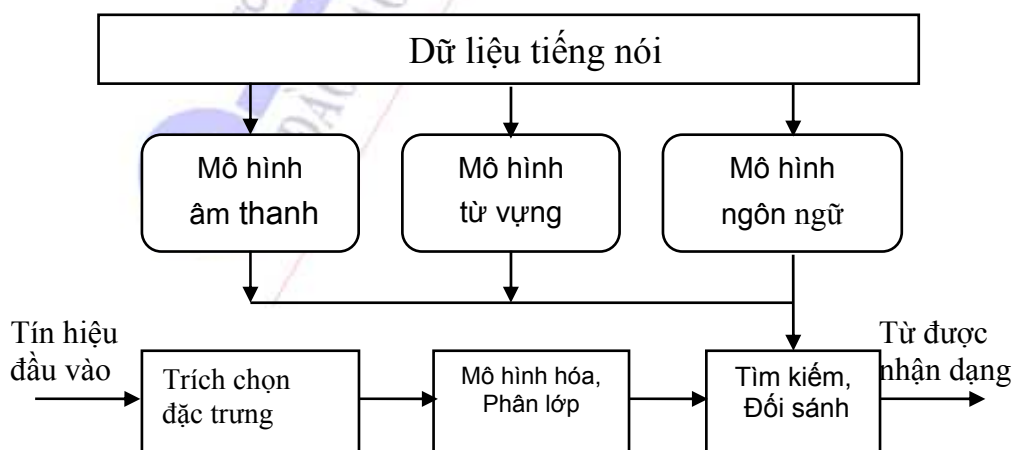 Dữ liệu tiếng nói
Mô hình
âm thanh
Mô hình
từ vựng
Mô hình
ngôn ngữ
Tín hiệu
đầu vào
Trích chọn
đặc trưng
Mô hình hóa,
Phân lớp
Tìm kiếm,
Đối sánh
Từ được
nhận dạng